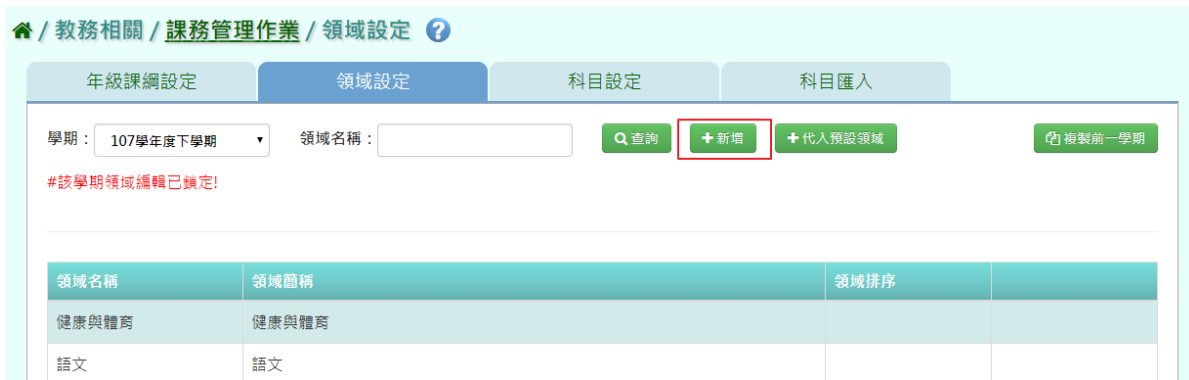 / 教務相關 / 課務管理作業 / 領域設定 ?
年級課綱設定 領域設定 科目設定 科目匯入
學期： 107學年度下學期 領域名稱： 查詢 +新增 +代入預設領域 複製前一學期
#該學期領域編輯已鎖定!
領域名稱 領域簡稱 領域排序
健康與體育 健康與體育
語文 語文